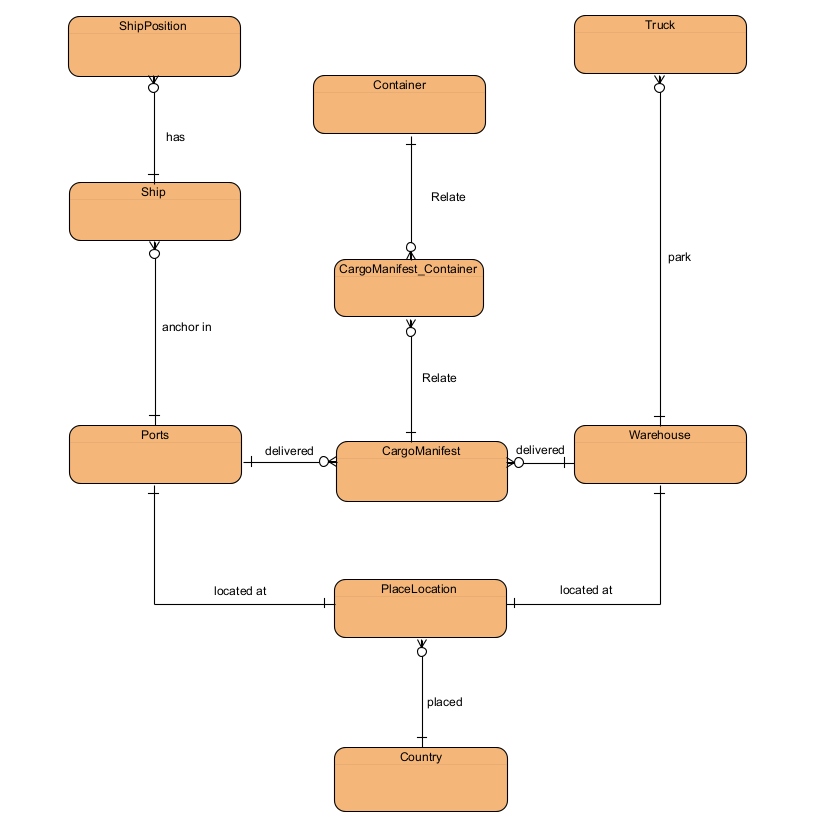 ShipPosition
Truck
Container
has
Ship
Relate
CargoManifest_Container
park
anchor in
Relate
Ports
delivered
CargoManifest
delivered
Warehouse
located at
PlaceLocation
located at
placed
Country